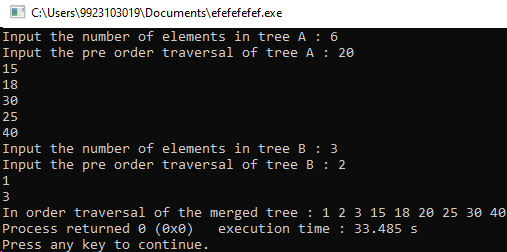 C:\Users\9923103019\Documents\efefefefef.exe
Input the number of elements in tree A : 6
Input the pre order traversal of tree A : 20
15
18
30
25
40
Input the number of elements in tree B : 3
Input the pre order traversal of tree B : 2
1
3
In order traversal of the merged tree : 1 2 3 15 18 20 25 30 40
Process returned 0 (0x0)   execution time : 33.485 s
Press any key to continue.